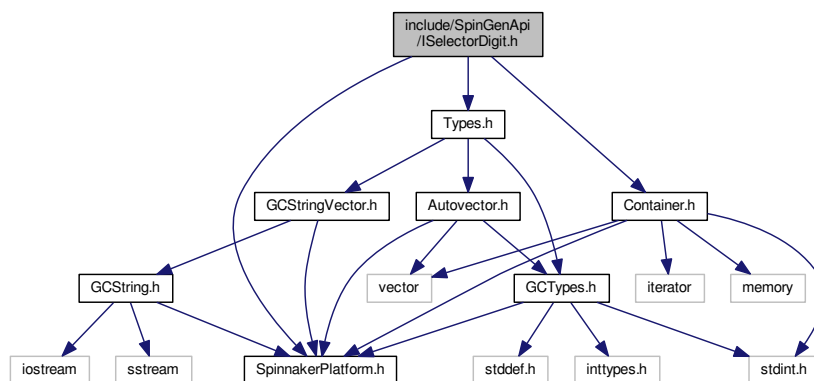 include/SpinGenApi
/ISelectorDigit.h
Types.h
GCStringVector.h
Autovector.h
Container.h
GCString.h
vector
GCTypes.h
iterator
memory
iostream
sstream
SpinnakerPlatform.h
stddef.h
inttypes.h
stdint.h